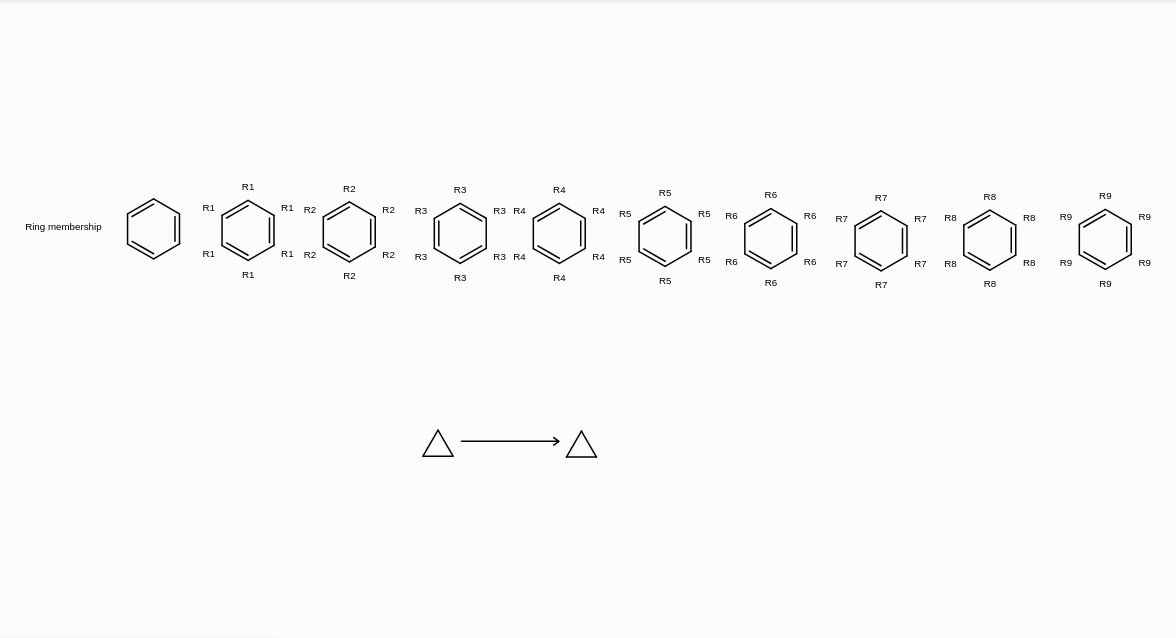 Ring membership
R1
R1 R1
R1 R1
R1
R2
R2 R2
R2 R2
R2
R3
R3 R3
R3 R3
R3
R4
R4 R4
R4 R4
R4
R5
R5 R5
R5 R5
R5
R6
R6 R6
R6 R6
R6
R7
R7 R7
R7 R7
R7
R8
R8 R8
R8 R8
R8
R9
R9 R9
R9 R9
R9